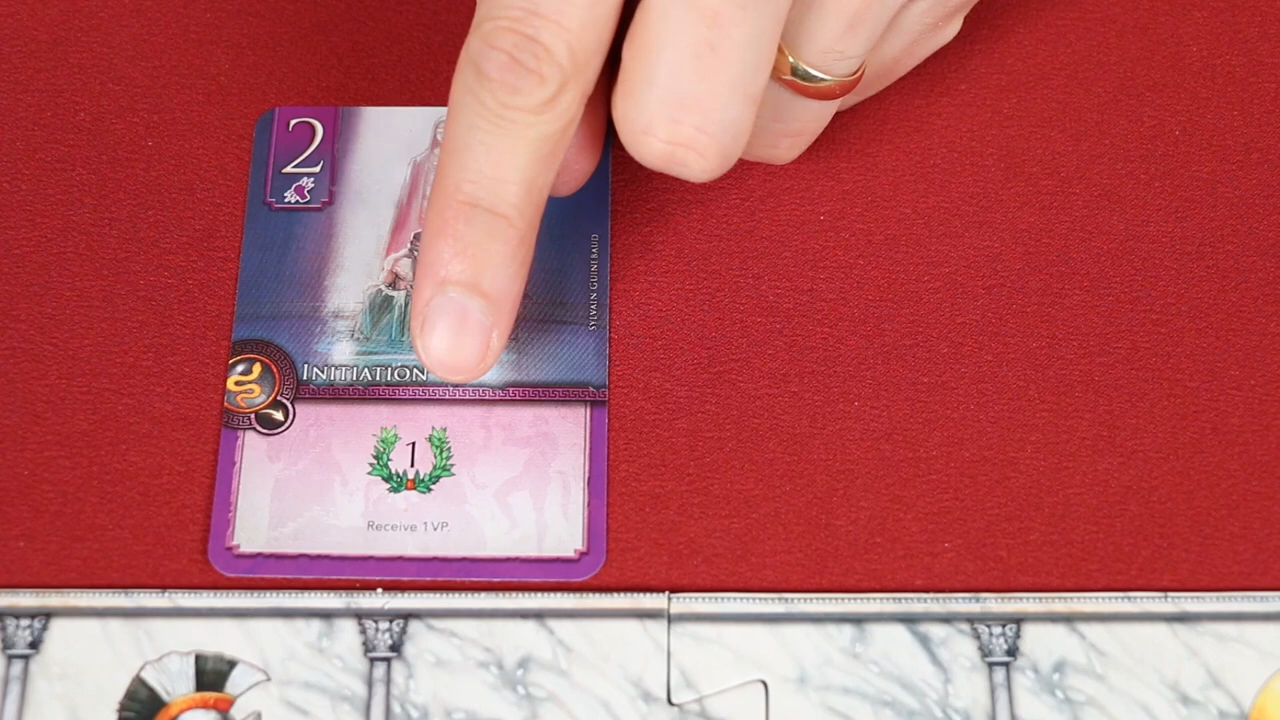 2
SYLVAIN GUINEBAUD
INITIATION
1
Receive 1 VP.